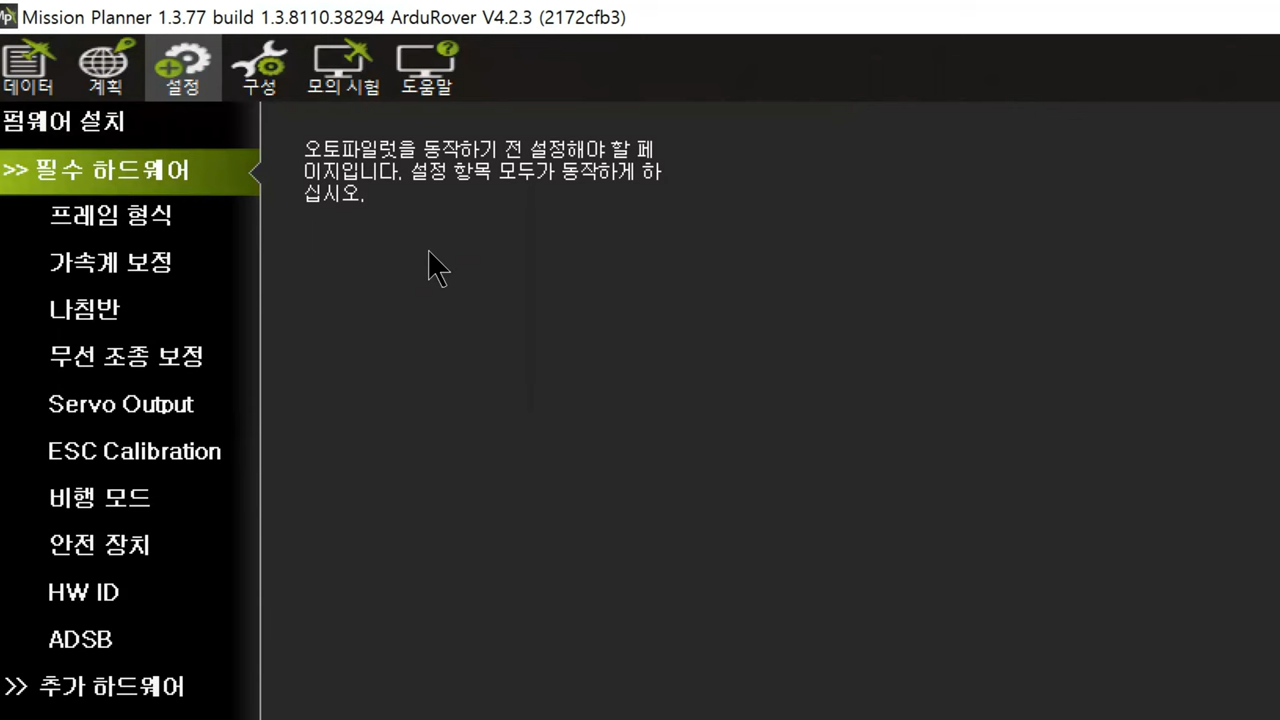 Mission Planner 1.3.77 build 1.3.8110.38294 ArduRover V4.2.3 (2172cfb3)
데이터 계획 설정 구성 모의 시험 도움말
펌웨어 설치
>> 필수 하드웨어
프레임 형식
가속계 보정
나침반
무선 조종 보정
Servo Output
ESC Calibration
비행 모드
안전 장치
HW ID
ADSB
>> 추가 하드웨어
오토파일럿을 동작하기 전 설정해야 할 페
이지입니다. 설정 항목 모두가 동작하게 하
십시오.